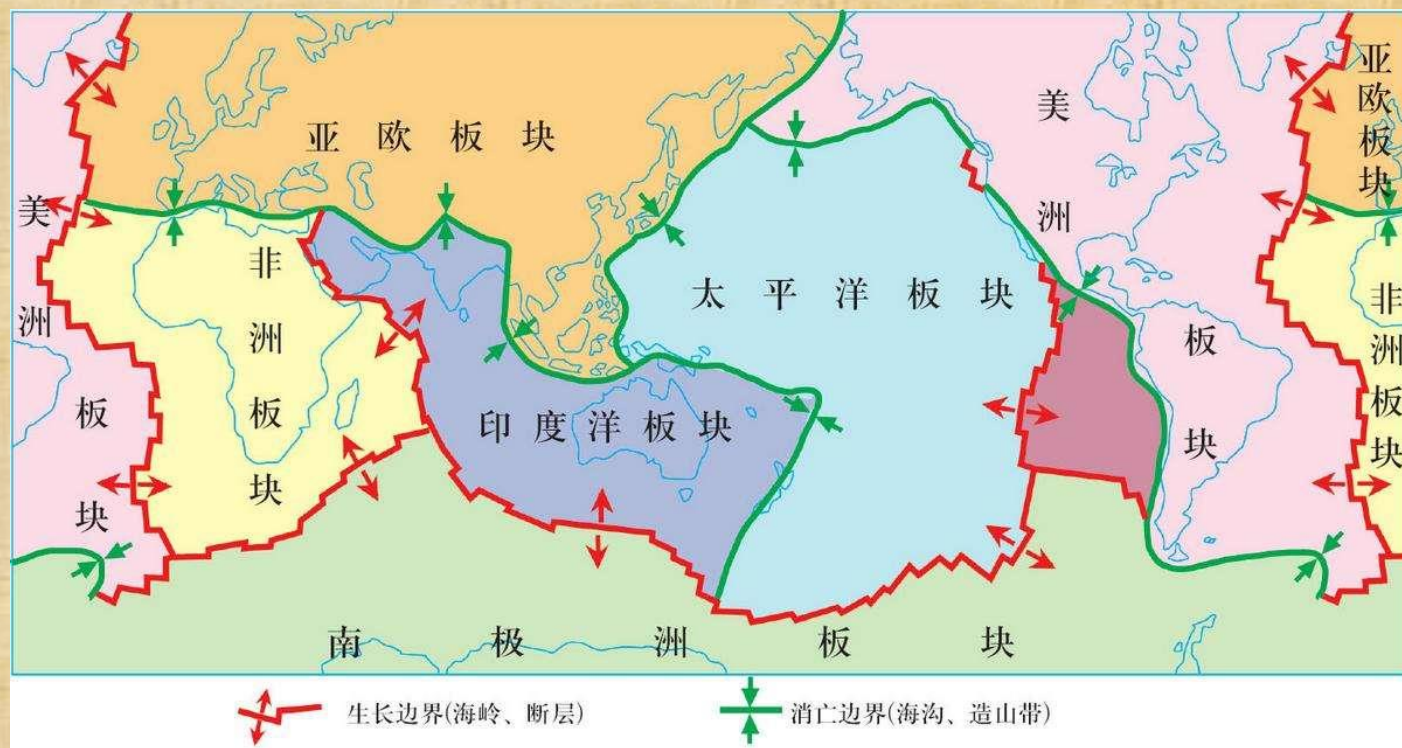 亚欧板块
美洲板块
非洲板块
印度洋板块
太平洋板块
美洲板块
亚欧板块
非洲板块
南极洲板块
生长边界(海岭、断层)
消亡边界(海沟、造山带)